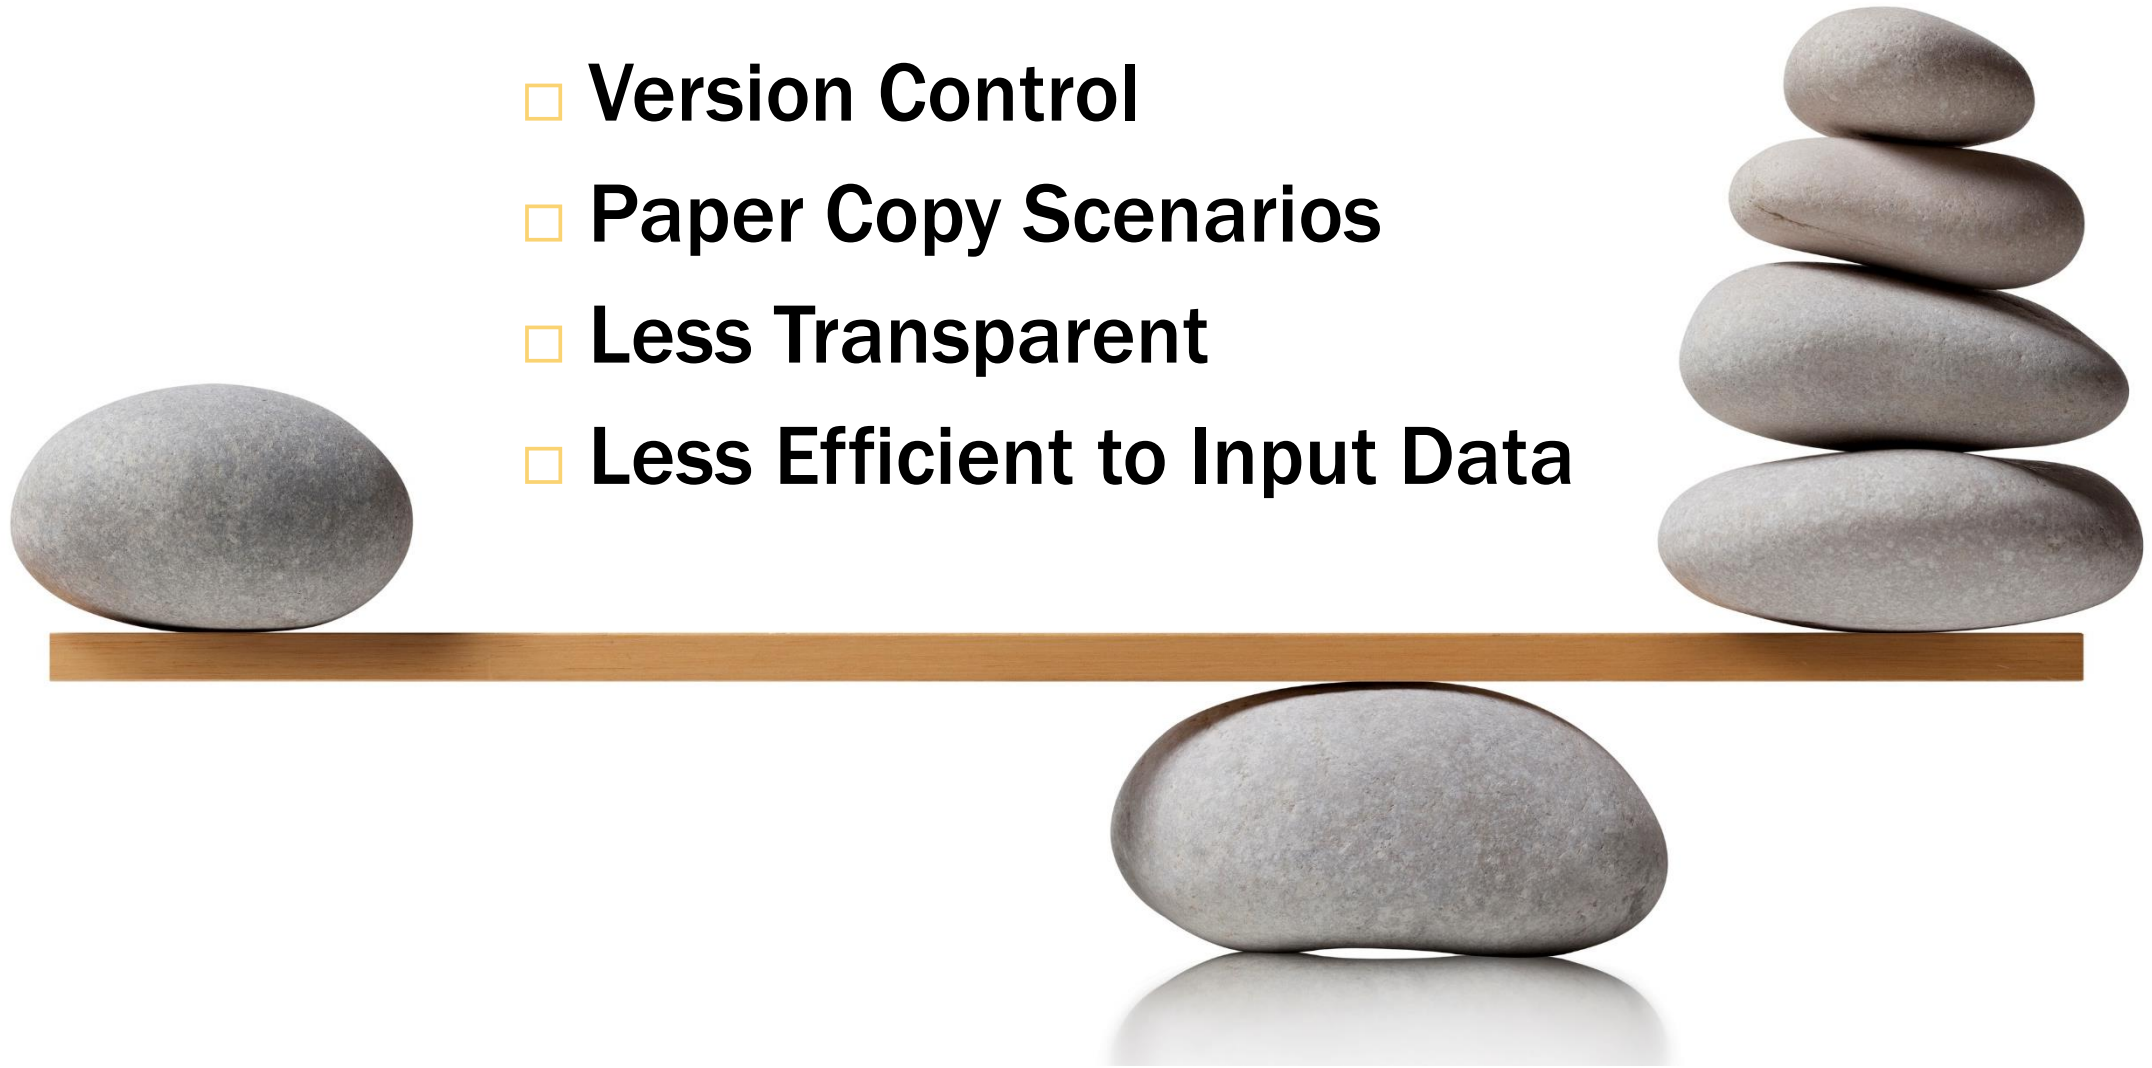 Version Control
Paper Copy Scenarios
Less Transparent
Less Efficient to Input Data